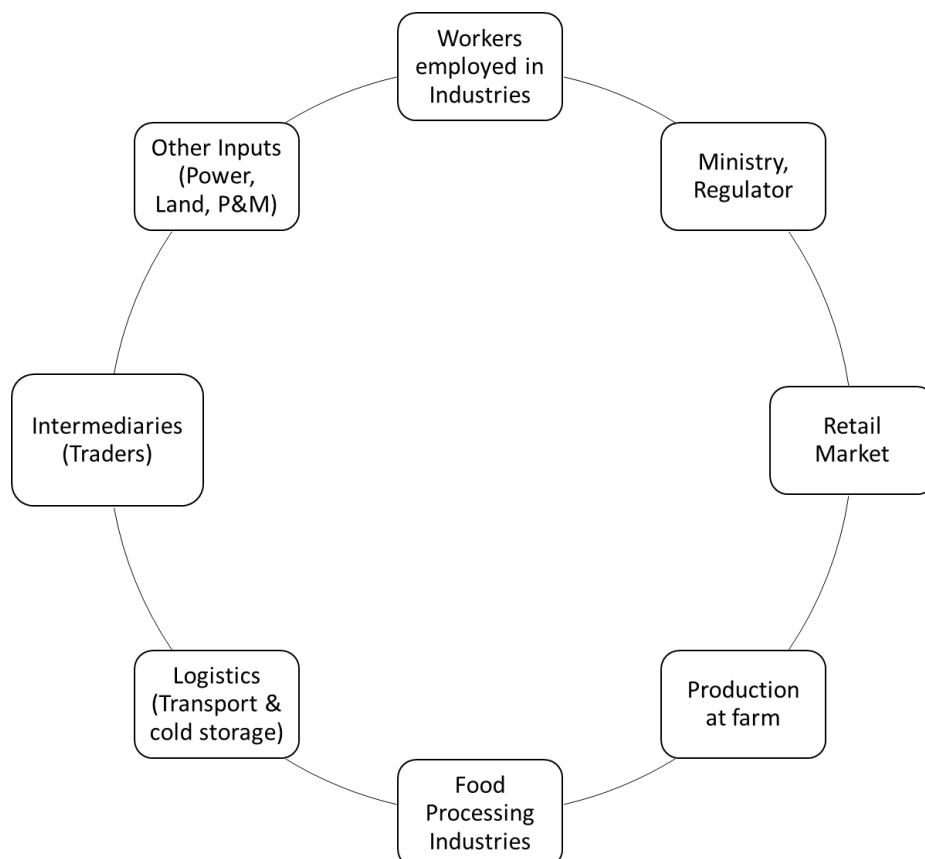 Workers
employed in
Industries
Ministry,
Regulator
Retail
Market
Production
at farm
Food
Processing
Industries
Logistics
(Transport &
cold storage)
Intermediaries
(Traders)
Other Inputs
(Power,
Land, P&M)